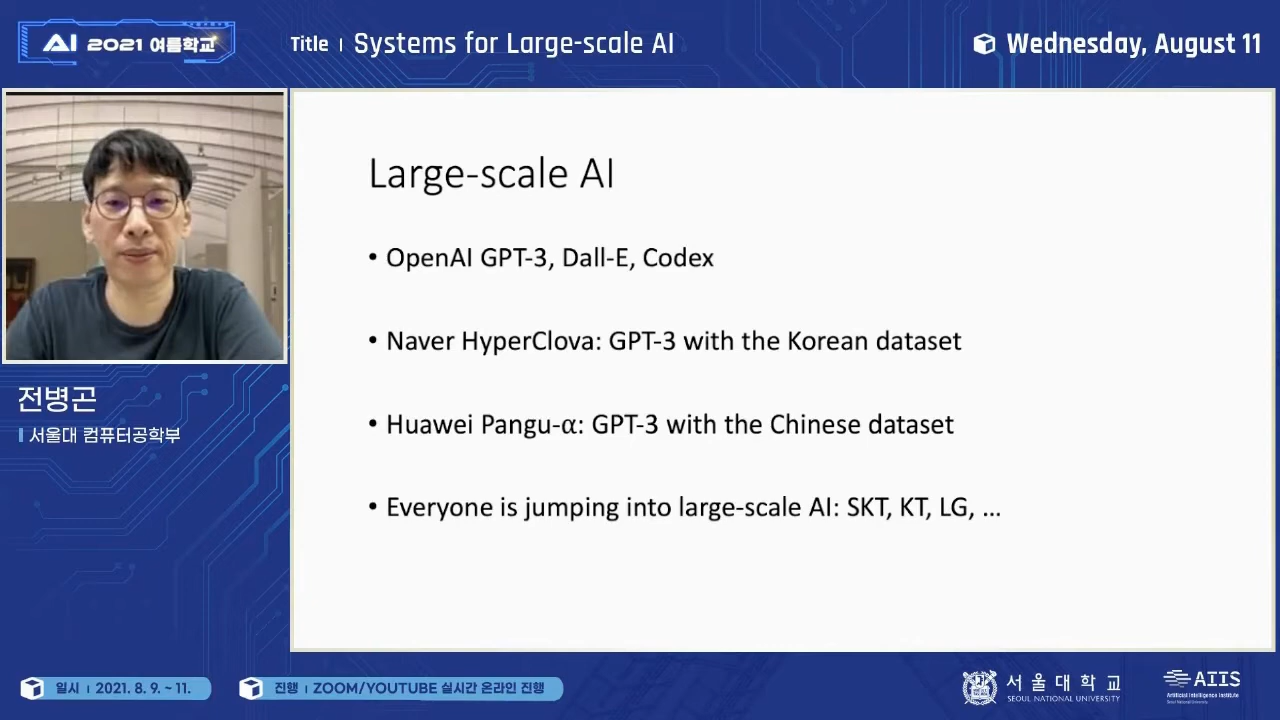 AI 2021 여름학교
Title | Systems for Large-scale AI
Wednesday, August 11
Large-scale AI
• OpenAI GPT-3, Dall-E, Codex
• Naver HyperClova: GPT-3 with the Korean dataset
• Huawei Pangu-α: GPT-3 with the Chinese dataset
• Everyone is jumping into large-scale AI: SKT, KT, LG, ...
전병곤
서울대 컴퓨터공학부
일시 | 2021. 8. 9. ~ 11.
진행 | ZOOM/YOUTUBE 실시간 온라인 진행
서울대학교
SEOUL NATIONAL UNIVERSITY
AIIS
Artificial Intelligence Institute
Seoul National University